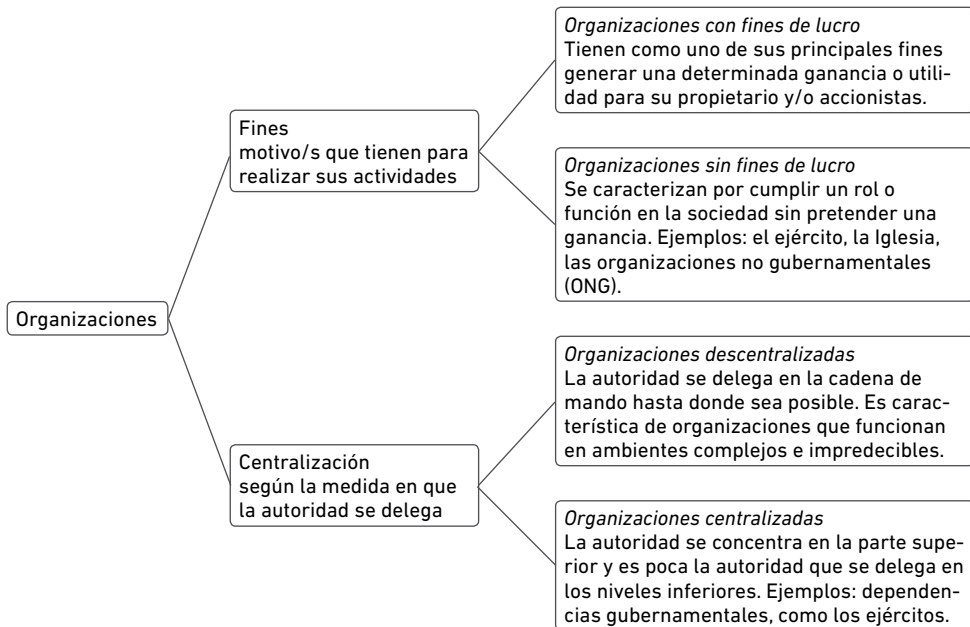 Organizaciones
Fines
motivo/s que tienen para
realizar sus actividades
Organizaciones con fines de lucro
Tienen como uno de sus principales fines
generar una determinada ganancia o utili-
dad para su propietario y/o accionistas.
Organizaciones sin fines de lucro
Se caracterizan por cumplir un rol o
función en la sociedad sin pretender una
ganancia. Ejemplos: el ejército, la Iglesia,
las organizaciones no gubernamentales
(ONG).
Centralización
según la medida en que
la autoridad se delega
Organizaciones descentralizadas
La autoridad se delega en la cadena de
mando hasta donde sea posible. Es carac-
terística de organizaciones que funcionan
en ambientes complejos e impredecibles.
Organizaciones centralizadas
La autoridad se concentra en la parte supe-
rior y es poca la autoridad que se delega en
los niveles inferiores. Ejemplos: dependen-
cias gubernamentales, como los ejércitos.